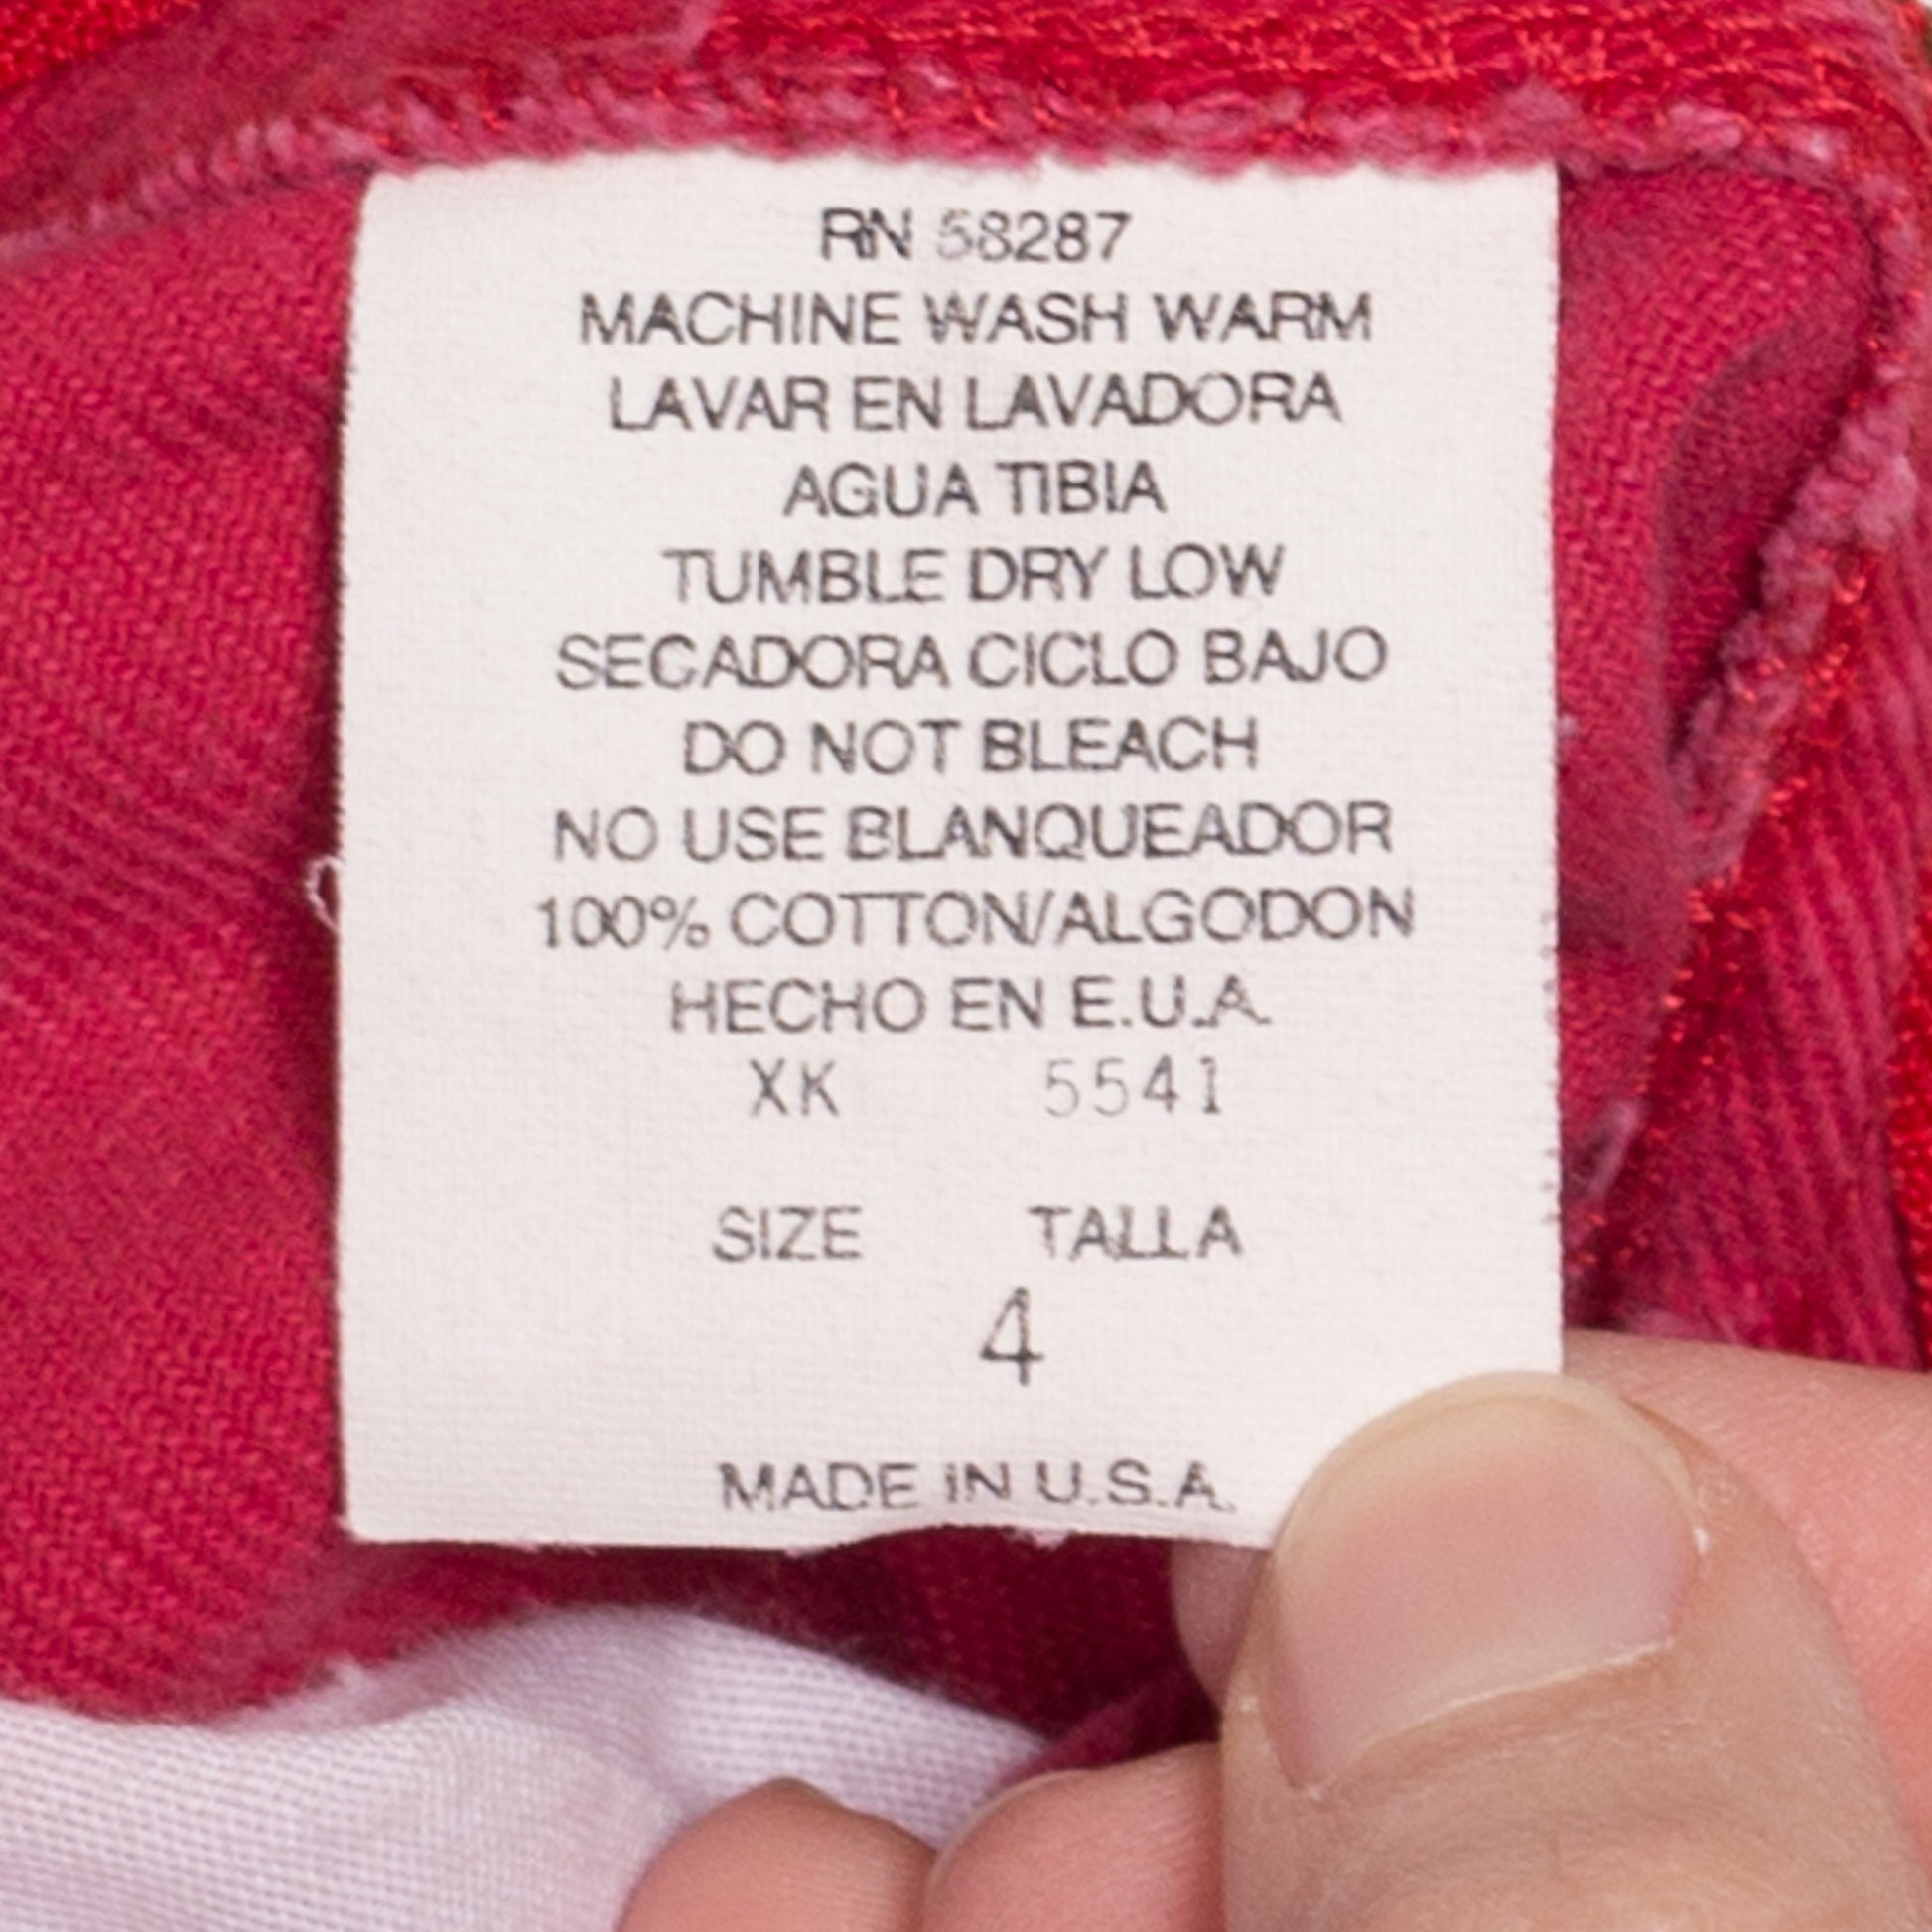 RN 58287
MACHINE WASH WARM
LAVAR EN LAVADORA
AGUA TIBIA
TUMBLE DRY LOW
SECADORA CICLO BAJO
DO NOT BLEACH
NO USE BLANQUEADOR
100% COTTON/ALGODON
HECHO EN E.U.A.
XK 5541
SIZE TALLA
4
MADE IN U.S.A.